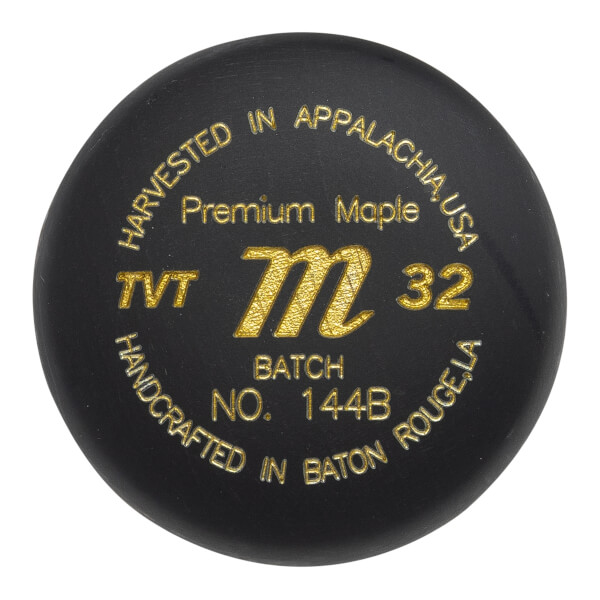 HARVESTED IN APPALACHIA, USA
Premium Maple
TVT m 32
BATCH
NO. 144B
HANDCRAFTED IN BATON ROUGE, LA